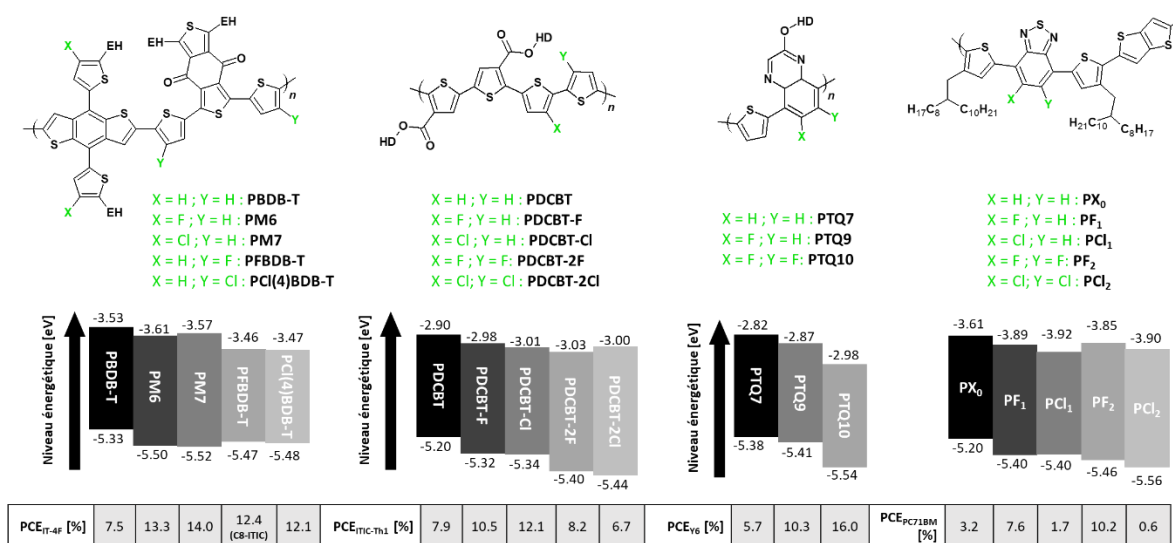 EH
EH
X
EH
EH
S
S
O
O
S
S
S
S
S
S
n
Y
Y
S
X
EH
HD
O
O
O
HD
O
S
S
S
S
Y
X
n
HD
O
N
N
S
X
Y
n
S
N
N
S
S
S
S
n
X
Y
H17C8
C10H21
H21C10
C8H17
X = H ; Y = H : PBDB-T
X = F ; Y = H : PM6
X = Cl ; Y = H : PM7
X = H ; Y = F : PFBDB-T
X = H ; Y = Cl : PCl(4)BDB-T
X = H ; Y = H : PDCBT
X = F ; Y = H : PDCBT-F
X = Cl ; Y = H : PDCBT-Cl
X = F ; Y = F: PDCBT-2F
X = Cl; Y = Cl : PDCBT-2Cl
X = H ; Y = H : PTQ7
X = F ; Y = H : PTQ9
X = F ; Y = F: PTQ10
X = H ; Y = H : PX0
X = F ; Y = H : PF1
X = Cl ; Y = H : PCl1
X = F ; Y = F : PF2
X = Cl; Y = Cl : PCl2
Niveau énergétique [eV]
-3.53 -3.61 -3.57 -3.46 -3.47
PBDB-T PM6 PM7 PFBDB-T PCl(4)BDB-T
-5.33 -5.50 -5.52 -5.47 -5.48
Niveau énergétique [eV]
-2.90 -2.98 -3.01 -3.03 -3.00
PDCBT PDCBT-F PDCBT-Cl PDCBT-2F PDCBT-2Cl
-5.20 -5.32 -5.34 -5.40 -5.44
Niveau énergétique [eV]
-2.82 -2.87 -2.98
PTQ7 PTQ9 PTQ10
-5.38 -5.41 -5.54
-3.61 -3.89 -3.92 -3.85 -3.90
PX0 PF1 PCl1 PF2 PCl2
-5.20 -5.40 -5.40 -5.46 -5.56
PCEIT-4F [%] 7.5 13.3 14.0 12.4 12.1
(C8-ITIC)
PCEITIC-Th1 [%] 7.9 10.5 12.1 8.2 6.7
PCEY6 [%] 5.7 10.3 16.0
PCEPC71BM
[%] 3.2 7.6 1.7 10.2 0.6